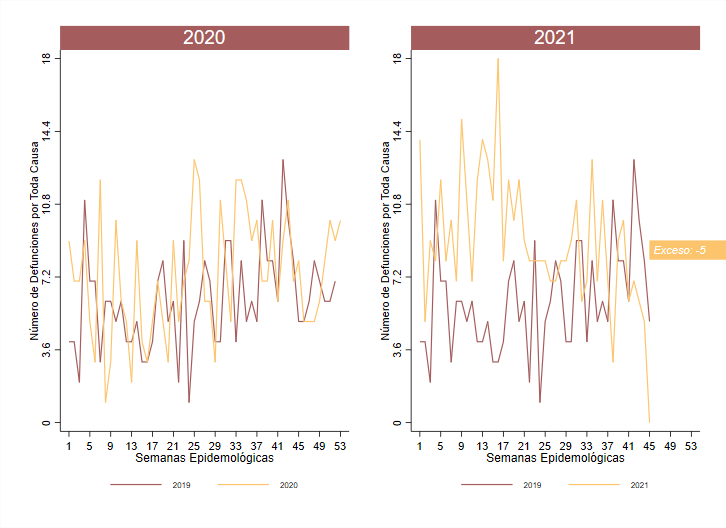 2020
2021
Número de Defunciones por Toda Causa
18
14.4
10.8
7.2
3.6
0
1 5 9 13 17 21 25 29 33 37 41 45 49 53
Semanas Epidemológicas
2019 2020
Número de Defunciones por Toda Causa
18
14.4
10.8
7.2
3.6
0
Exceso: -5
1 5 9 13 17 21 25 29 33 37 41 45 49 53
Semanas Epidemológicas
2019 2021